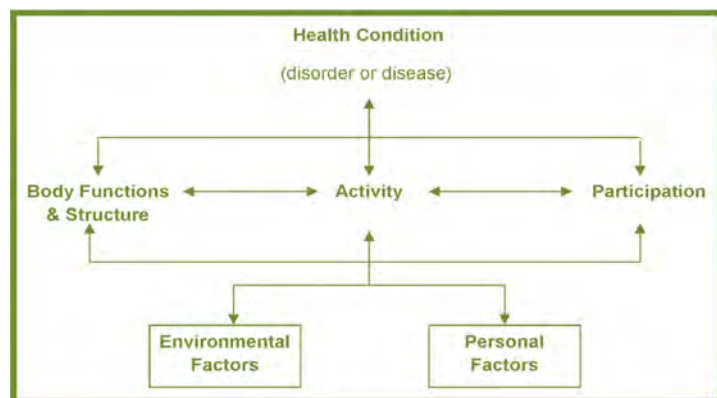 Health Condition
(disorder or disease)
Body Functions
& Structure
Activity
Participation
Environmental
Factors
Personal
Factors